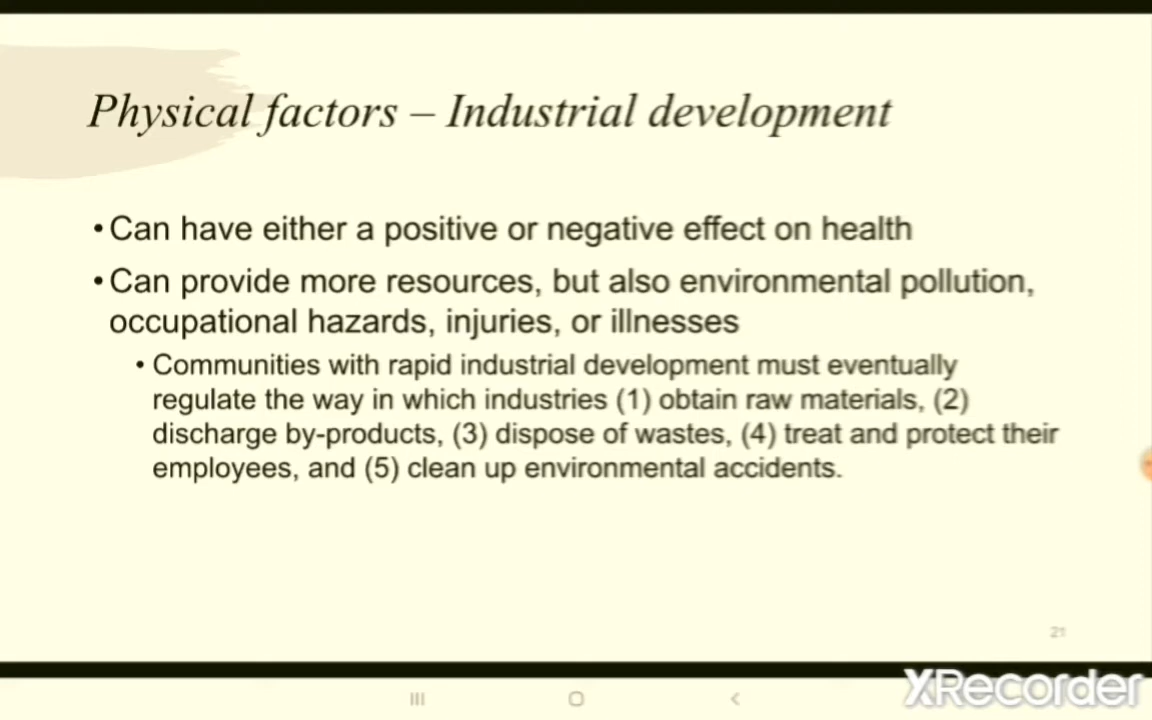 Physical factors – Industrial development
• Can have either a positive or negative effect on health
• Can provide more resources, but also environmental pollution,
occupational hazards, injuries, or illnesses
• Communities with rapid industrial development must eventually
regulate the way in which industries (1) obtain raw materials, (2)
discharge by-products, (3) dispose of wastes, (4) treat and protect their
employees, and (5) clean up environmental accidents.
21
XRecorder